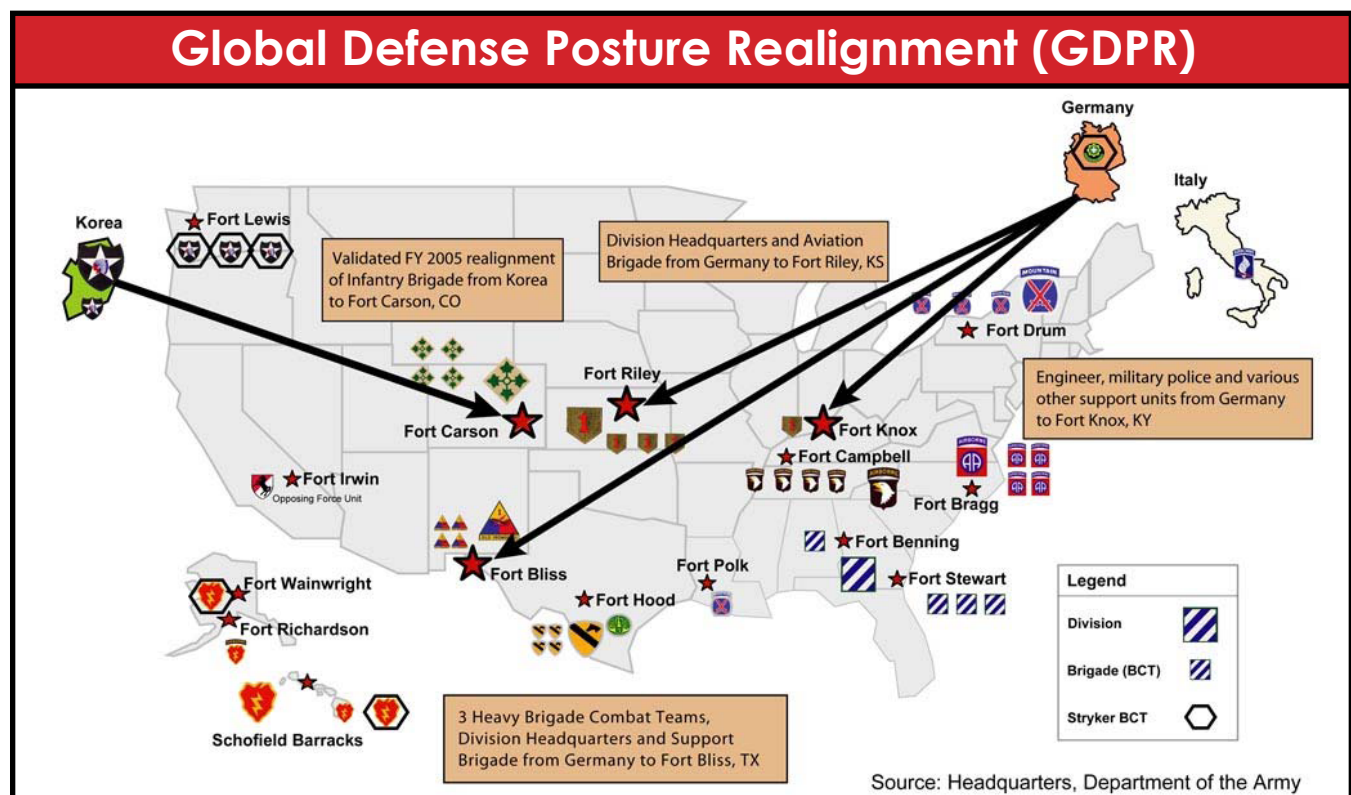 Global Defense Posture Realignment (GDPR)
Germany
Italy
Korea
Fort Lewis
Validated FY 2005 realignment
of Infantry Brigade from Korea
to Fort Carson, CO
Division Headquarters and Aviation
Brigade from Germany to Fort Riley, KS
MOUNTAIN
Fort Drum
Engineer, military police and various
other support units from Germany
to Fort Knox, KY
Fort Riley
Fort Carson
Fort Knox
Fort Campbell
AIRBORNE
AIRBORNE
Fort Bragg
Fort Irwin
Opposing Force Unit
1
1
Fort Bliss
Fort Benning
Fort Stewart
Fort Polk
Fort Hood
Fort Wainwright
Fort Richardson
Schofield Barracks
3 Heavy Brigade Combat Teams,
Division Headquarters and Support
Brigade from Germany to Fort Bliss, TX
Legend
Division
Brigade (BCT)
Stryker BCT
Source: Headquarters, Department of the Army